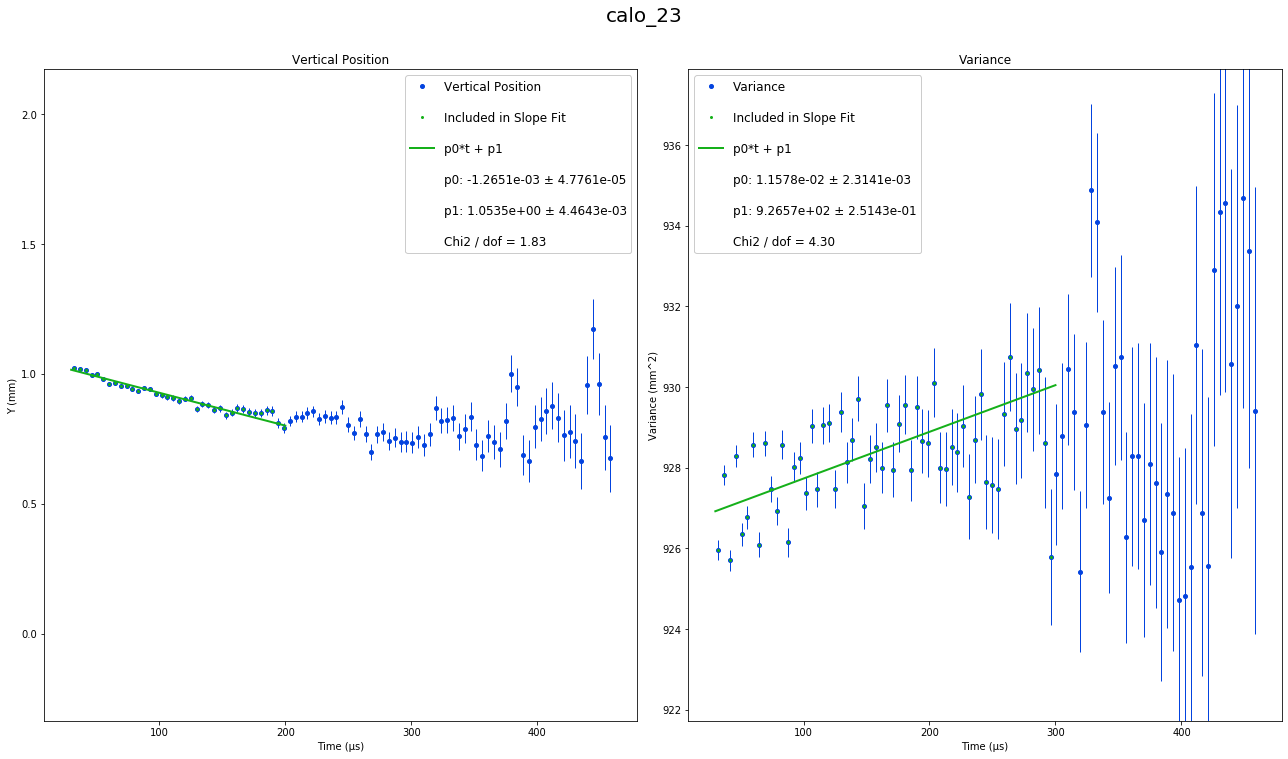 calo_23
Vertical Position
Vertical Position
Included in Slope Fit
p0*t + p1
p0: -1.2651e-03 ± 4.7761e-05
p1: 1.0535e+00 ± 4.4643e-03
Chi2 / dof = 1.83
2.0
1.5
1.0
0.5
0.0
Y (mm)
100 200 300 400
Time (μs)
Variance
Variance
Included in Slope Fit
p0*t + p1
p0: 1.1578e-02 ± 2.3141e-03
p1: 9.2657e+02 ± 2.5143e-01
Chi2 / dof = 4.30
936
934
932
930
928
926
924
922
Variance (mm^2)
100 200 300 400
Time (μs)